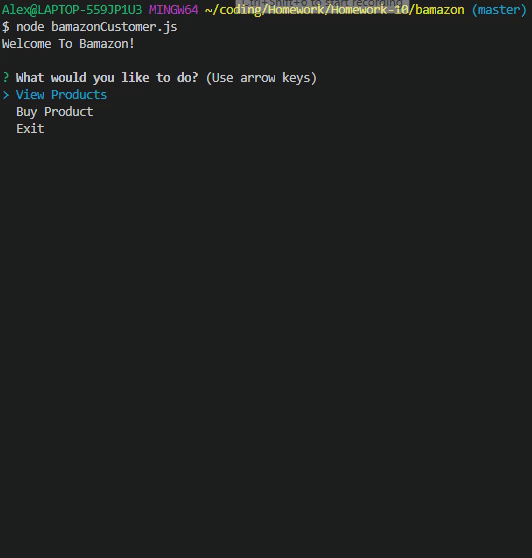 Alex@LAPTOP-559JP1U3 MINGW64 ~/coding/Homework/Homework-10/bamazon (master)
$ node bamazonCustomer.js
Welcome To Bamazon!
? What would you like to do? (Use arrow keys)
> View Products
Buy Product
Exit